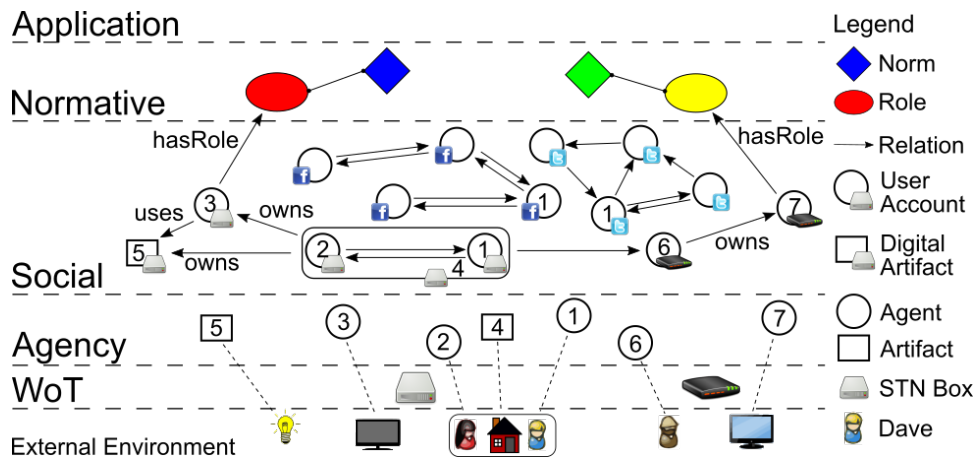 Application
Legend
Norm
Normative
Role
hasRole
hasRole
Relation
f
f
t
t
User
Account
3
f
f
1
1
t
t
7
uses
owns
5
owns
2
1
4
6
owns
Digital
Artifact
Social
5
3
2
4
1
6
7
Agent
Agency
Artifact
WoT
STN Box
External Environment
Dave